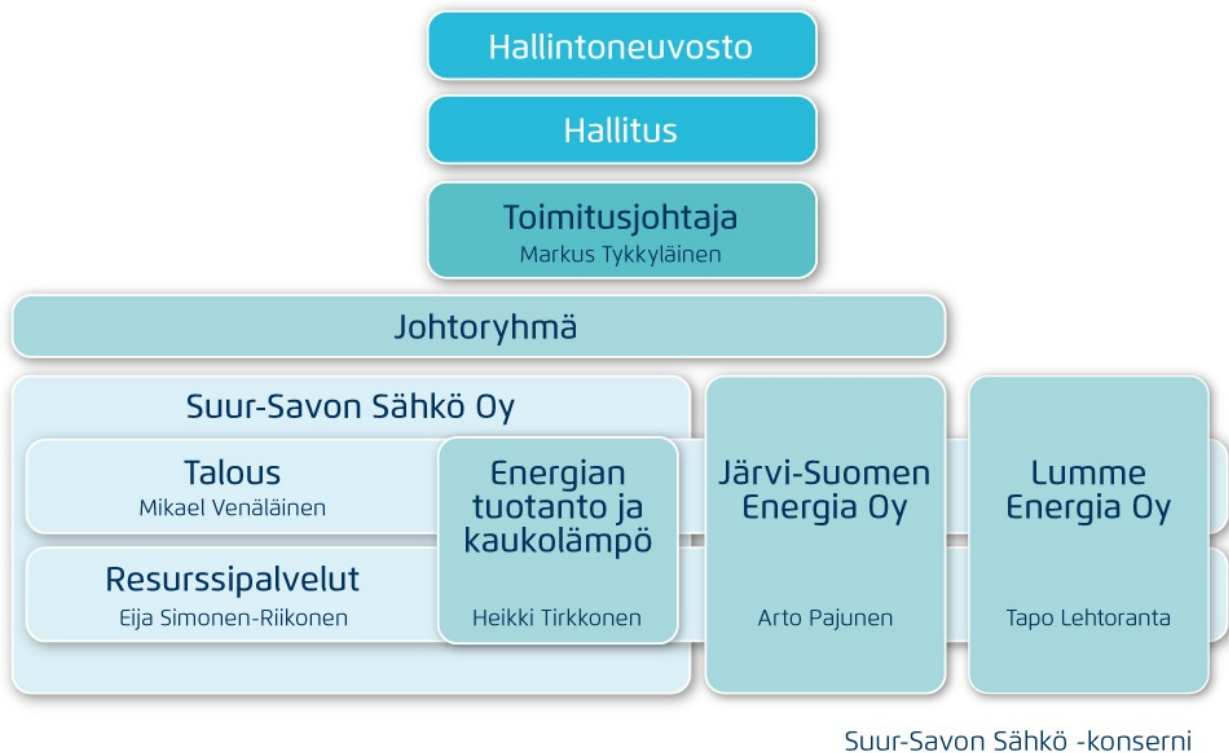 Hallintoneuvosto
Hallitus
Toimitusjohtaja
Markus Tykkyläinen
Johtoryhmä
Suur-Savon Sähkö Oy
Talous
Mikael Venäläinen
Resurssipalvelut
Eija Simonen-Riikonen
Energian
tuotanto ja
kaukolämpö
Heikki Tirkkonen
Järvi-Suomen
Energia Oy
Arto Pajunen
Lumme
Energia Oy
Tapo Lehtoranta
Suur-Savon Sähkö -konserni